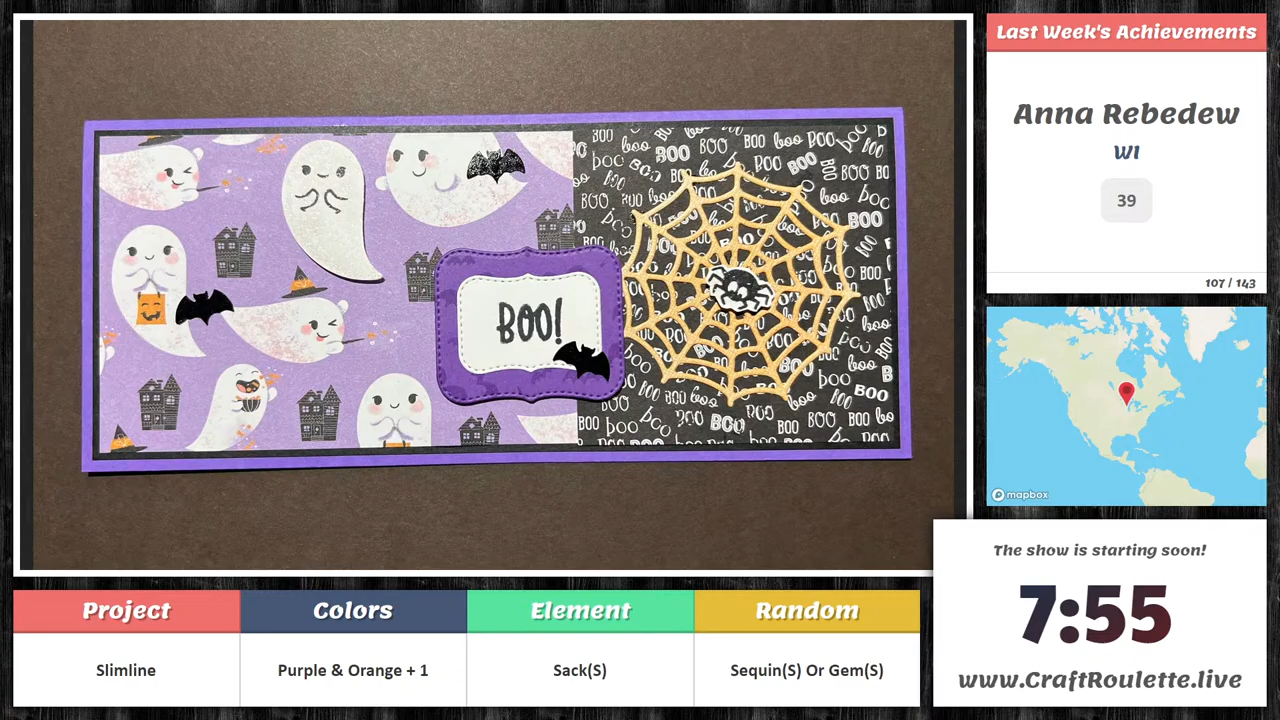 Last Week's Achievements
Anna Rebedew
WI
39
107 / 143
BOO!
mapbox
The show is starting soon!
7:55
www.CraftRoulette.live
Project
Colors
Element
Random
Slimline
Purple & Orange + 1
Sack(S)
Sequin(S) Or Gem(S)